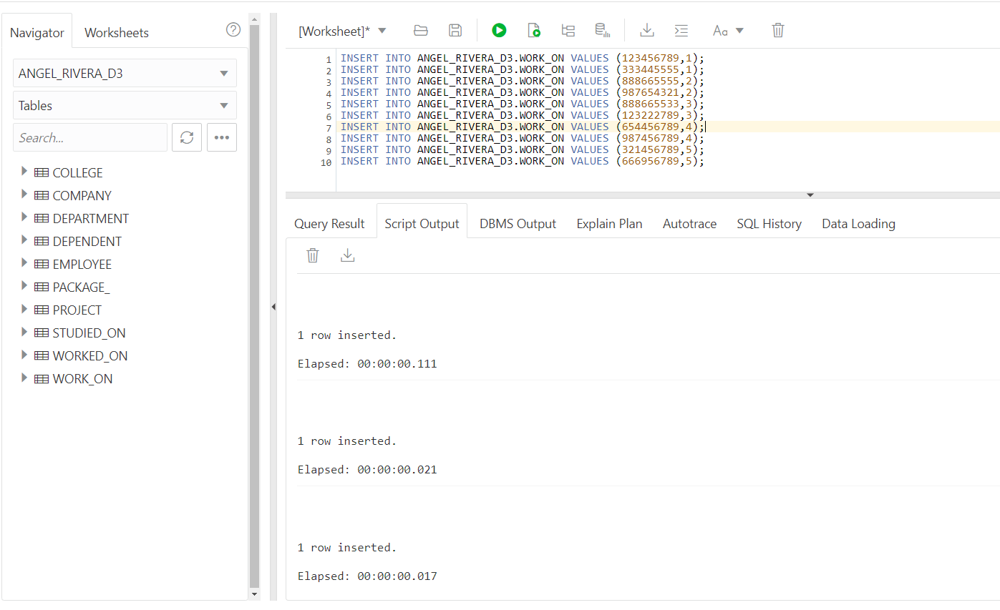 Navigator
Worksheets
ANGEL_RIVERA_D3
Tables
Search...
COLLEGE
COMPANY
DEPARTMENT
DEPENDENT
EMPLOYEE
PACKAGE_
PROJECT
STUDIED_ON
WORKED_ON
WORK_ON
[Worksheet]*
Aa
1 INSERT INTO ANGEL_RIVERA_D3.WORK_ON VALUES (123456789,1);
2 INSERT INTO ANGEL_RIVERA_D3.WORK_ON VALUES (333445555,1);
3 INSERT INTO ANGEL_RIVERA_D3.WORK_ON VALUES (888665555,2);
4 INSERT INTO ANGEL_RIVERA_D3.WORK_ON VALUES (987654321,2);
5 INSERT INTO ANGEL_RIVERA_D3.WORK_ON VALUES (888665533,3);
6 INSERT INTO ANGEL_RIVERA_D3.WORK_ON VALUES (123222789,3);
7 INSERT INTO ANGEL_RIVERA_D3.WORK_ON VALUES (654456789,4);
8 INSERT INTO ANGEL_RIVERA_D3.WORK_ON VALUES (987456789,4);
9 INSERT INTO ANGEL_RIVERA_D3.WORK_ON VALUES (321456789,5);
10 INSERT INTO ANGEL_RIVERA_D3.WORK_ON VALUES (666956789,5);
Query Result Script Output DBMS Output Explain Plan Autotrace SQL History Data Loading
1 row inserted.
Elapsed: 00:00:00.111
1 row inserted.
Elapsed: 00:00:00.021
1 row inserted.
Elapsed: 00:00:00.017